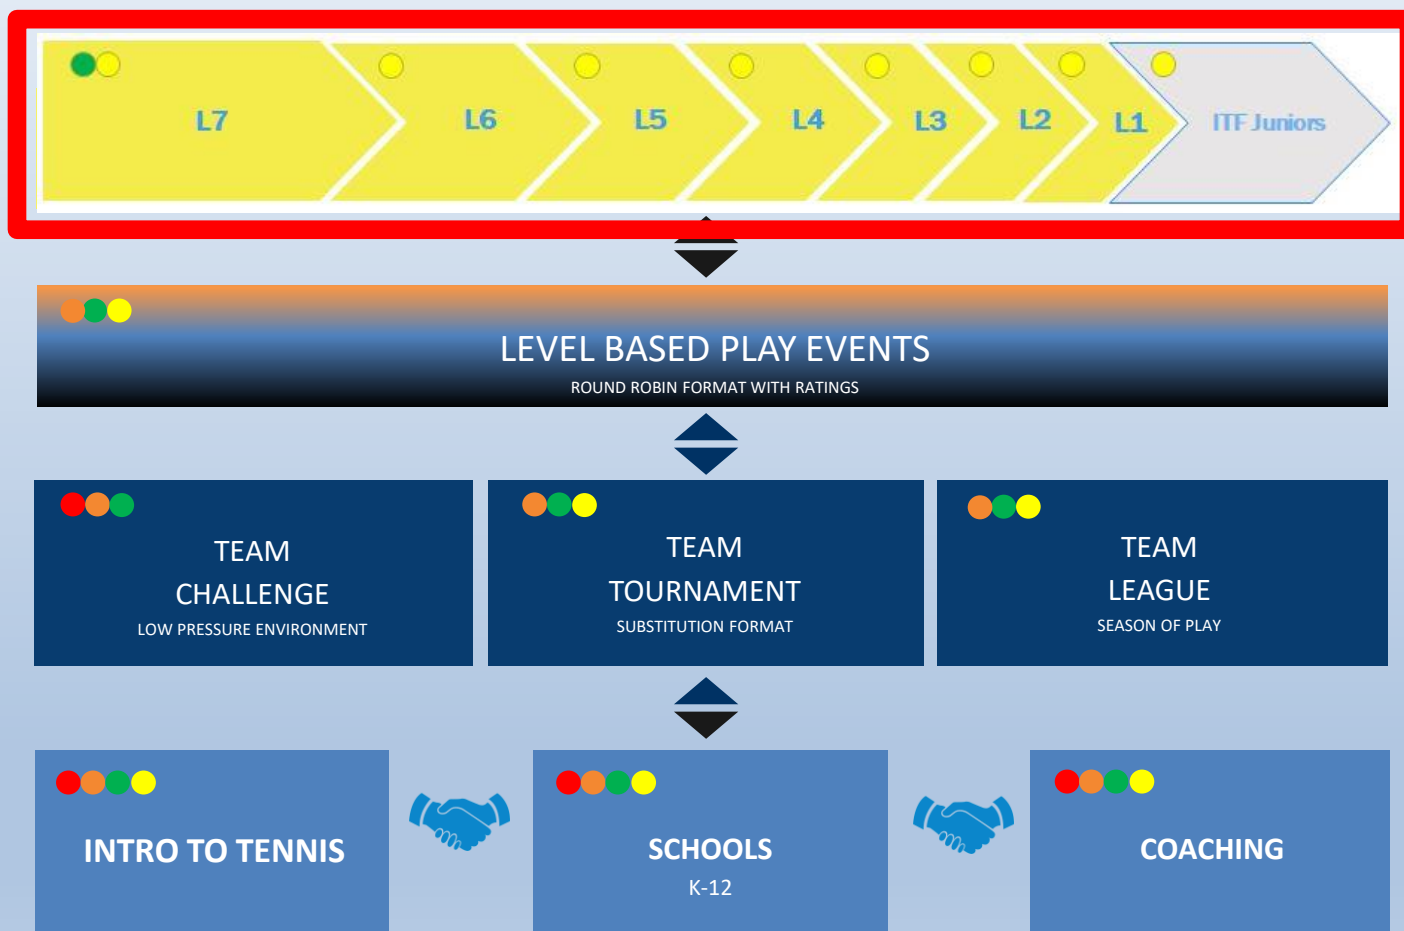 L7
L6
L5
L4
L3
L2
L1
ITF Juniors
LEVEL BASED PLAY EVENTS
ROUND ROBIN FORMAT WITH RATINGS
TEAM
CHALLENGE
LOW PRESSURE ENVIRONMENT
TEAM
TOURNAMENT
SUBSTITUTION FORMAT
TEAM
LEAGUE
SEASON OF PLAY
INTRO TO TENNIS
SCHOOLS
K-12
COACHING